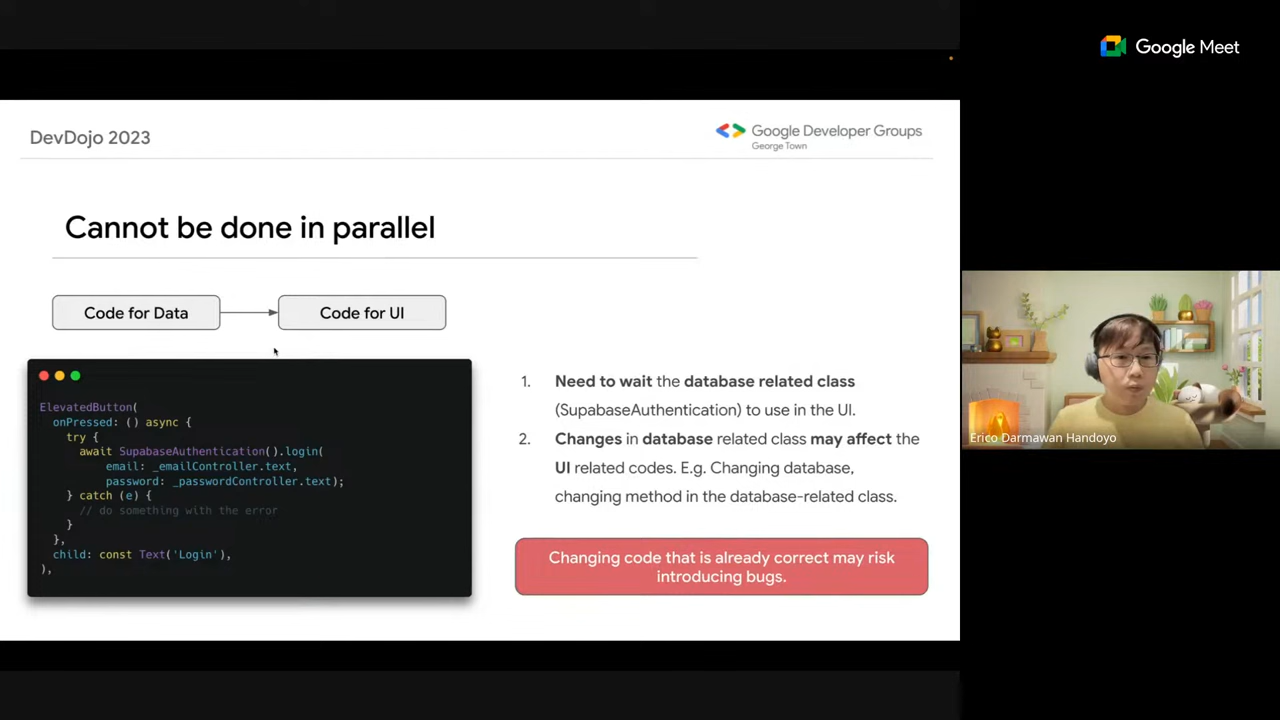 Google Meet
DevDojo 2023
Google Developer Groups
George Town
Cannot be done in parallel
Code for Data
Code for UI
ElevatedButton(
  onPressed: () async {
    try {
      await SupabaseAuthentication().login(
          email: _emailController.text,
          password: _passwordController.text);
    } catch (e) {
      // do something with the error
    }
  },
  child: const Text('Login'),
),
1. Need to wait the database related class
(SupabaseAuthentication) to use in the UI.
2. Changes in database related class may affect the
UI related codes. E.g. Changing database,
changing method in the database-related class.
Changing code that is already correct may risk
introducing bugs.
Erico Darmawan Handoyo